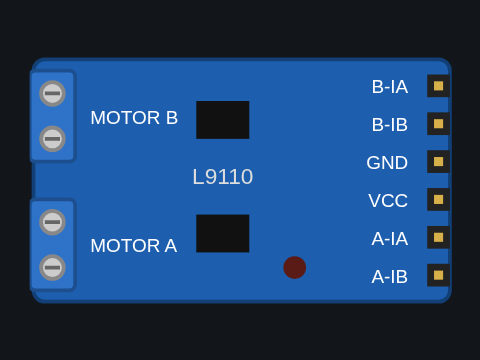 MOTOR B
L9110
MOTOR A
B-IA
B-IB
GND
VCC
A-IA
A-IB